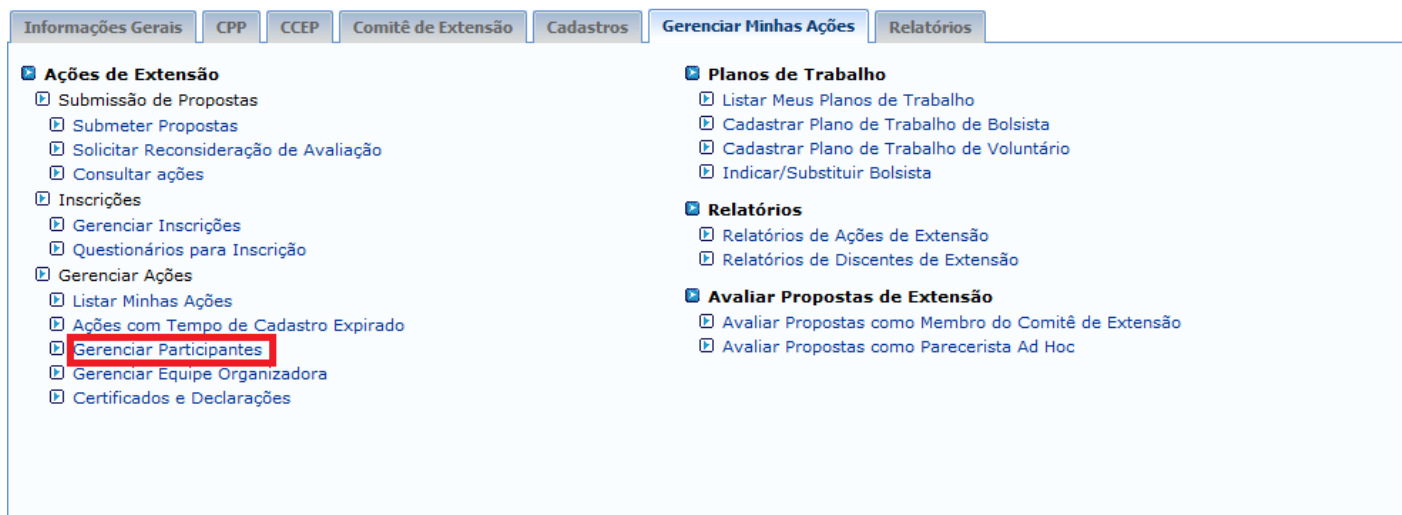 Informações Gerais CPP CCEP Comitê de Extensão Cadastros Gerenciar Minhas Ações Relatórios
Ações de Extensão
Submissão de Propostas
Submeter Propostas
Solicitar Reconsideração de Avaliação
Consultar ações
Inscrições
Gerenciar Inscrições
Questionários para Inscrição
Gerenciar Ações
Listar Minhas Ações
Ações com Tempo de Cadastro Expirado
Gerenciar Participantes
Gerenciar Equipe Organizadora
Certificados e Declarações
Planos de Trabalho
Listar Meus Planos de Trabalho
Cadastrar Plano de Trabalho de Bolsista
Cadastrar Plano de Trabalho de Voluntário
Indicar/Substituir Bolsista
Relatórios
Relatórios de Ações de Extensão
Relatórios de Discentes de Extensão
Avaliar Propostas de Extensão
Avaliar Propostas como Membro do Comitê de Extensão
Avaliar Propostas como Parecerista Ad Hoc